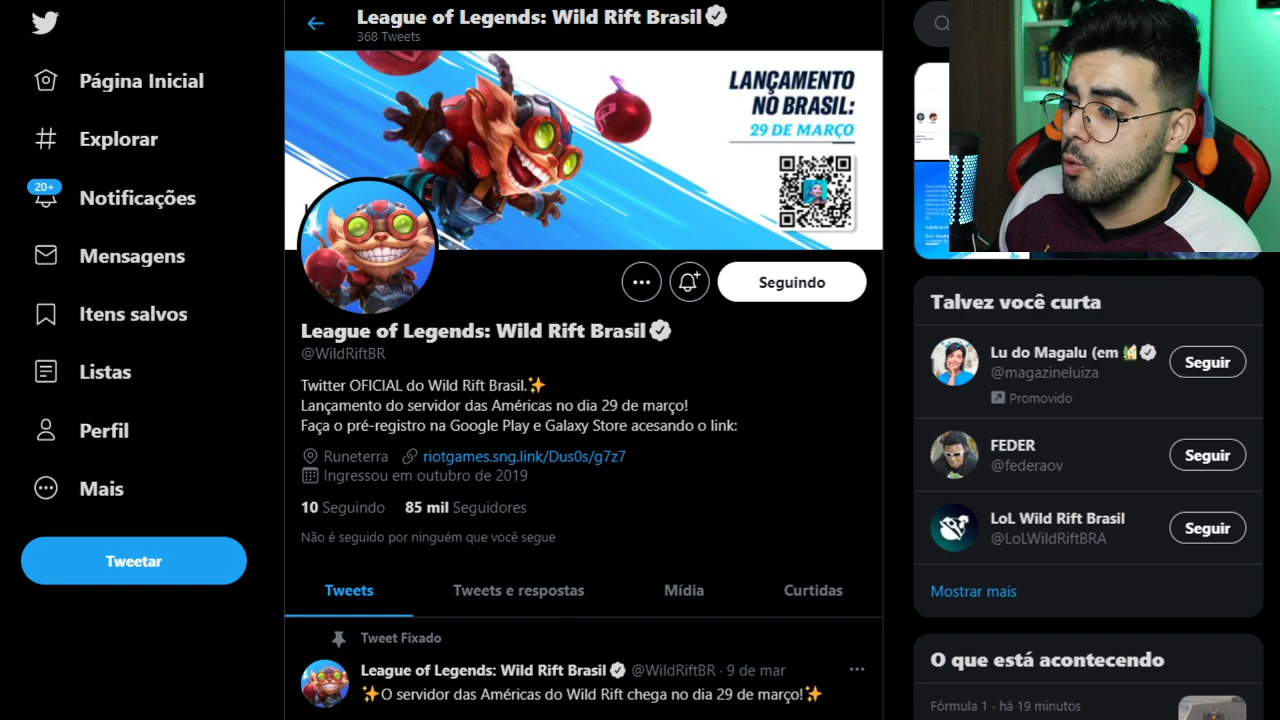 Página Inicial
Explorar
20+
Notificações
Mensagens
Itens salvos
Listas
Perfil
Mais
Tweetar
League of Legends: Wild Rift Brasil
368 Tweets
LANÇAMENTO
NO BRASIL:
29 DE MARÇO
Seguindo
League of Legends: Wild Rift Brasil
@WildRiftBR
Twitter OFICIAL do Wild Rift Brasil.✨
Lançamento do servidor das Américas no dia 29 de março!
Faça o pré-registro na Google Play e Galaxy Store acesando o link:
Runeterra riotgames.sng.link/Dus0s/g7z7
Ingressou em outubro de 2019
10 Seguindo 85 mil Seguidores
Não é seguido por ninguém que você segue
Tweets Tweets e respostas Mídia Curtidas
Tweet Fixado
League of Legends: Wild Rift Brasil @WildRiftBR · 9 de mar
✨O servidor das Américas do Wild Rift chega no dia 29 de março!✨
Talvez você curta
Lu do Magalu (em 🏡
@magazineluiza
Promovido
Seguir
FEDER
@federaov
Seguir
LoL Wild Rift Brasil
@LoLWildRiftBRA
Seguir
Mostrar mais
O que está acontecendo
Fórmula 1 · há 19 minutos